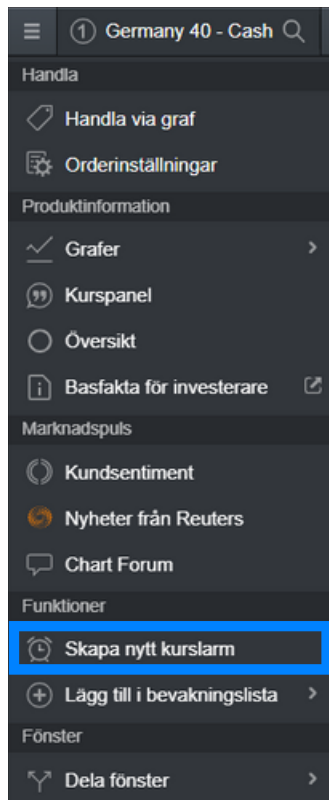 1 Germany 40 - Cash
Handla
Handla via graf
Orderinställningar
Produktinformation
Grafer
Kurspanel
Översikt
Basfakta för investerare
Marknadspuls
Kundsentiment
Nyheter från Reuters
Chart Forum
Funktioner
Skapa nytt kurslarm
Lägg till i bevakningslista
Fönster
Dela fönster